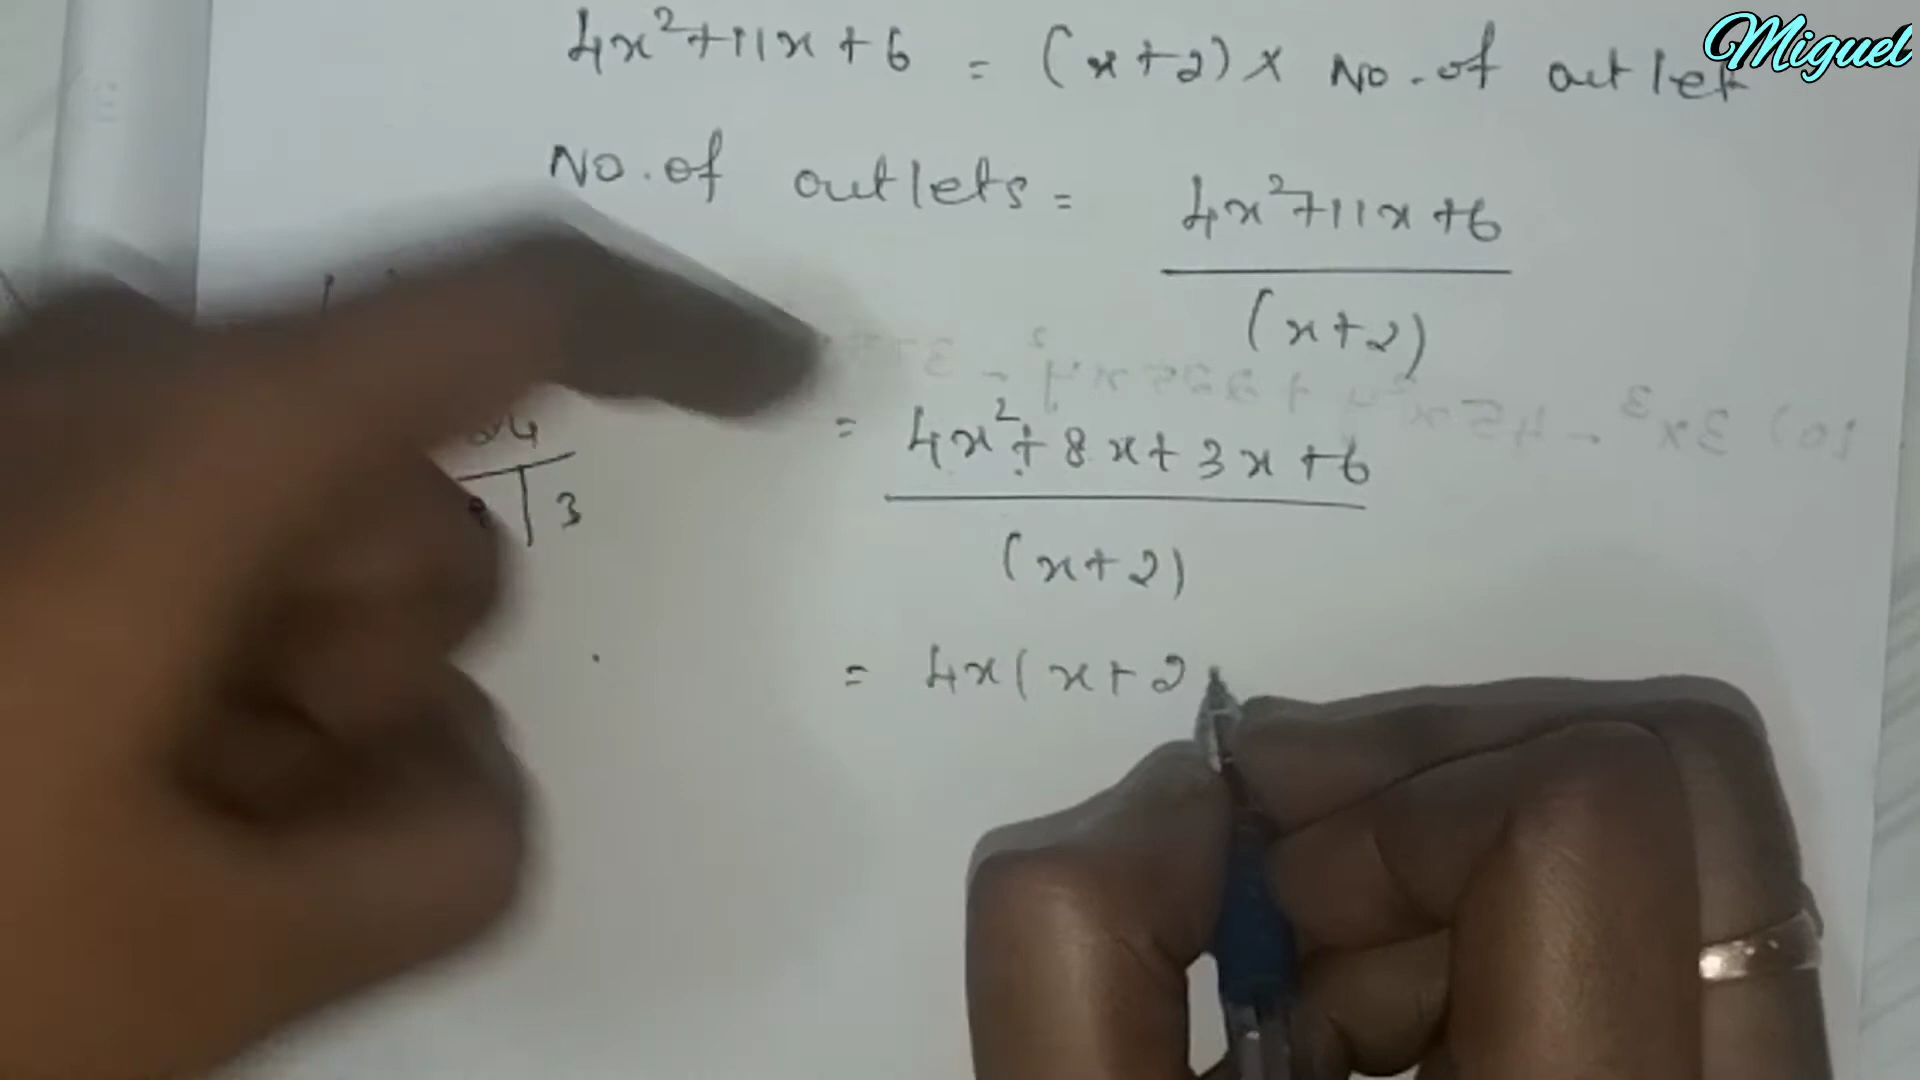 Miguel
4x²+11x+6 = (x+2)× No. of outlet
No. of outlets = 4x²+11x+6
(x+2)
= 4x²+8x+3x+6
(x+2)
3
= 4x(x+2